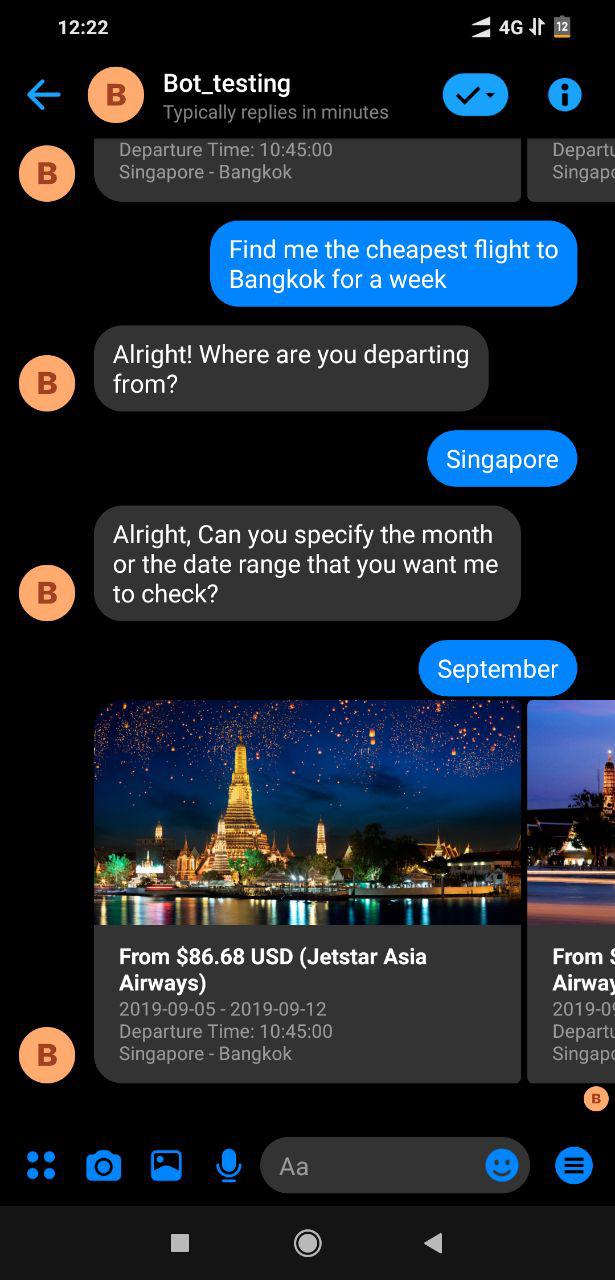 12:22
4G
12
B
Bot_testing
Typically replies in minutes
Departure Time: 10:45:00
Singapore - Bangkok
Departu
Singapo
B
Find me the cheapest flight to
Bangkok for a week
Alright! Where are you departing
from?
B
Singapore
Alright, Can you specify the month
or the date range that you want me
to check?
B
September
From $86.68 USD (Jetstar Asia
Airways)
2019-09-05 - 2019-09-12
Departure Time: 10:45:00
Singapore - Bangkok
B
From $
Airway
2019-09
Departu
Singapo
B
Aa